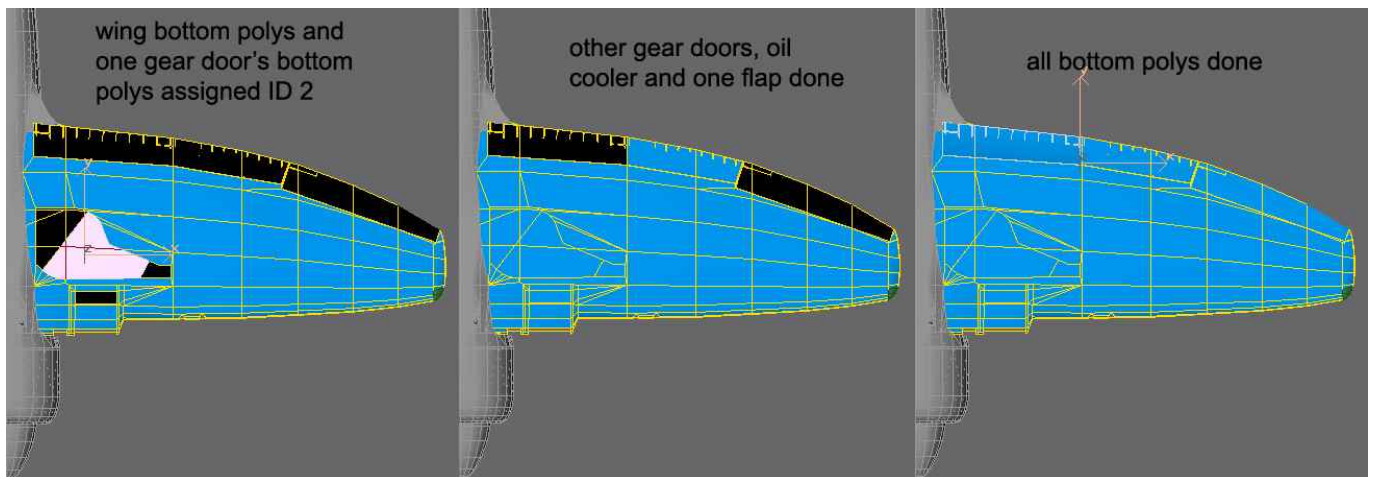 wing bottom polys and
one gear door's bottom
polys assigned ID 2
other gear doors, oil
cooler and one flap done
all bottom polys done
y
x
z
y
x